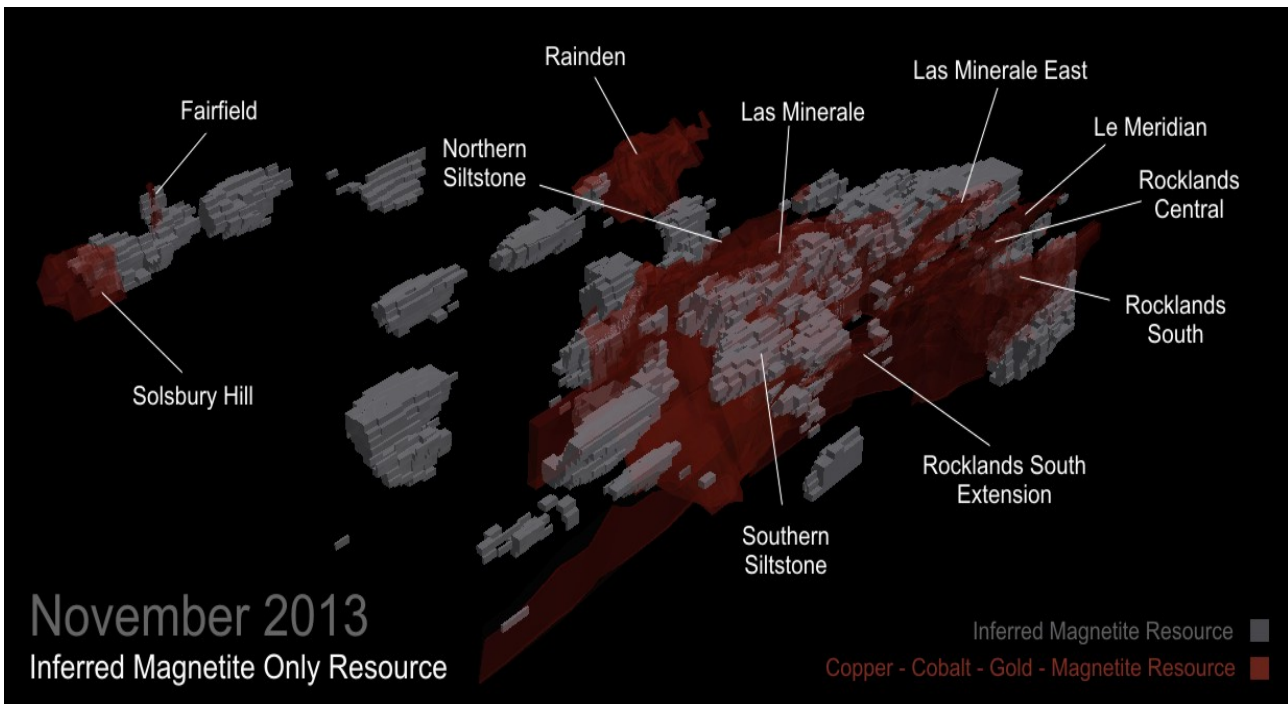 Rainden
Las Minerale East
Fairfield
Las Minerale
Le Meridian
Northern
Siltstone
Rocklands
Central
Rocklands
South
Solsbury Hill
Rocklands South
Extension
Southern
Siltstone
November 2013
Inferred Magnetite Only Resource
Inferred Magnetite Resource
Copper - Cobalt - Gold - Magnetite Resource